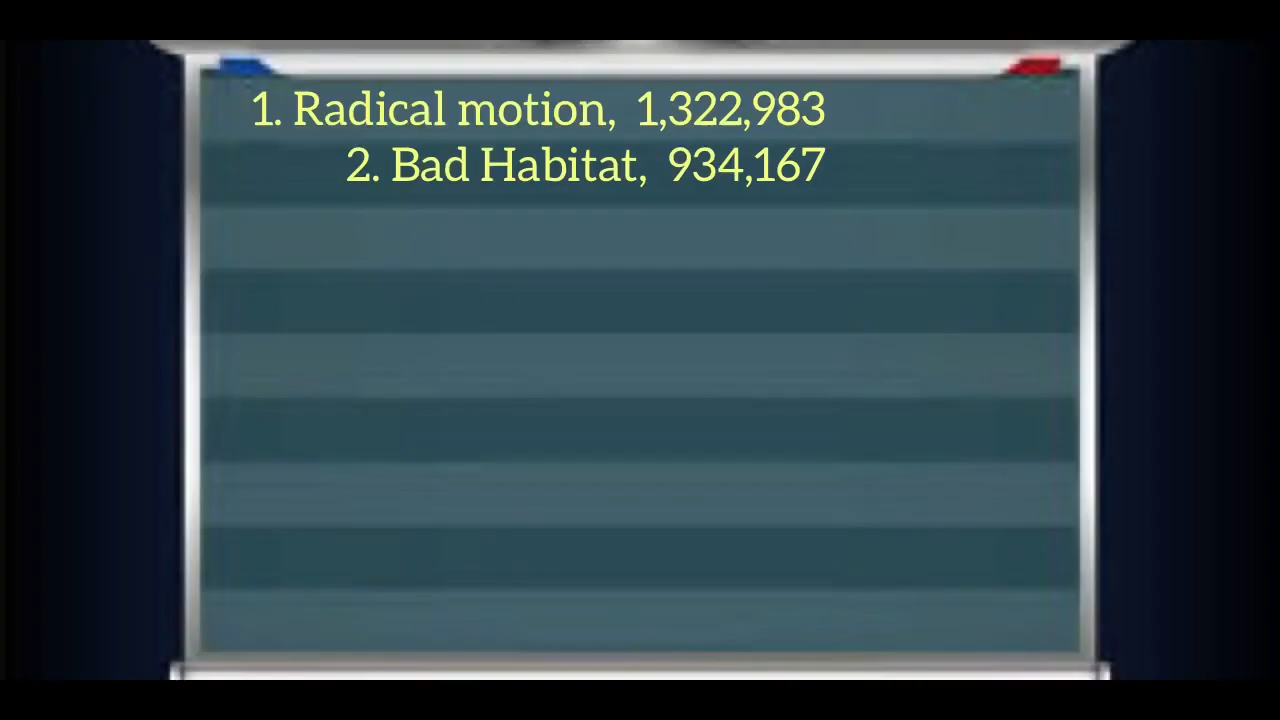 1. Radical motion, 1,322,983
2. Bad Habitat, 934,167